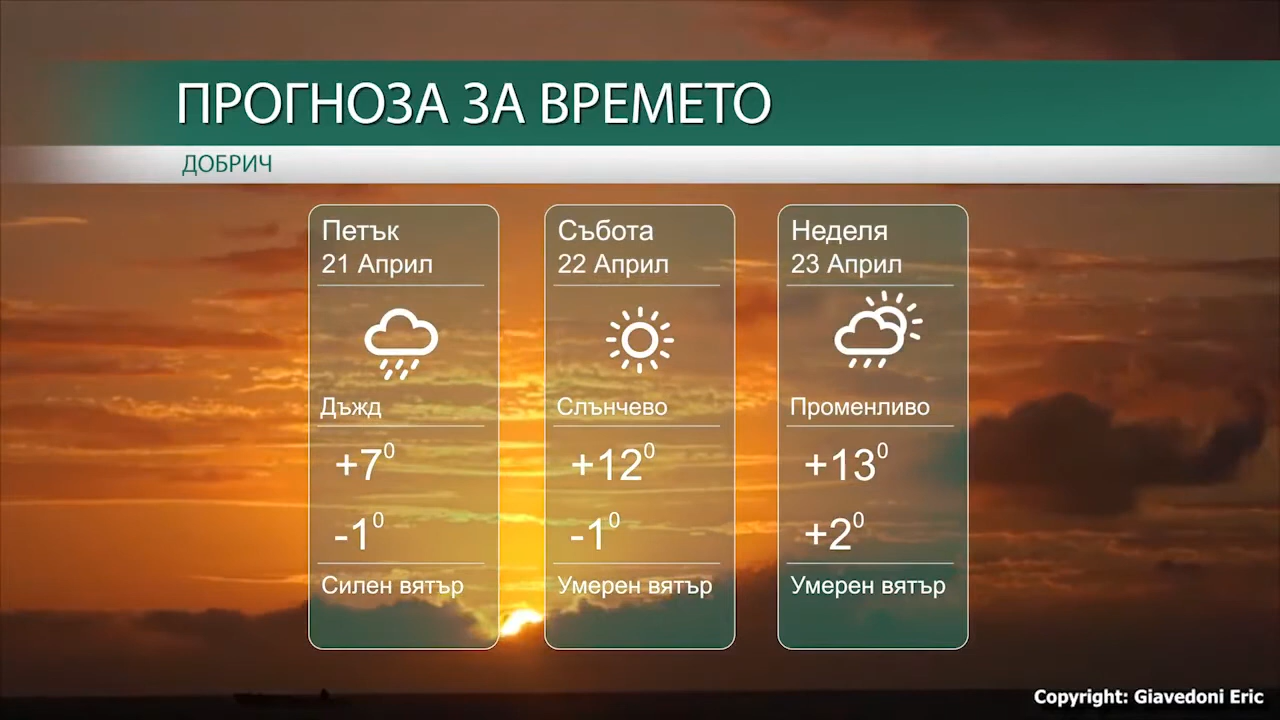 ПРОГНОЗА ЗА ВРЕМЕТО
ДОБРИЧ
Петък
21 Април
Дъжд
+7⁰
-1⁰
Силен вятър
Събота
22 Април
Слънчево
+12⁰
-1⁰
Умерен вятър
Неделя
23 Април
Променливо
+13⁰
+2⁰
Умерен вятър
Copyright: Giavedoni Eric